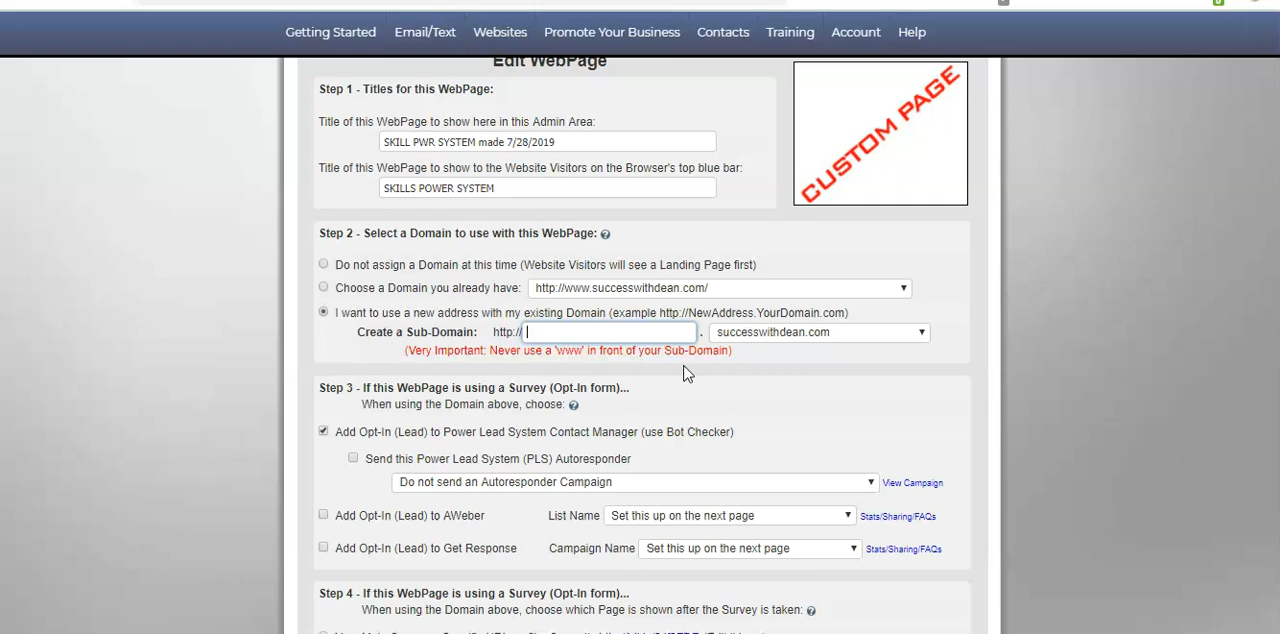 Getting Started Email/Text Websites Promote Your Business Contacts Training Account Help
Edit WebPage
Step 1 - Titles for this WebPage:
Title of this WebPage to show here in this Admin Area:
SKILL PWR SYSTEM made 7/28/2019
Title of this WebPage to show to the Website Visitors on the Browser's top blue bar:
SKILLS POWER SYSTEM
CUSTOM PAGE
Step 2 - Select a Domain to use with this WebPage: ?
Do not assign a Domain at this time (Website Visitors will see a Landing Page first)
Choose a Domain you already have: http://www.successwithdean.com/
I want to use a new address with my existing Domain (example http://NewAddress.YourDomain.com)
Create a Sub-Domain: http:// . successwithdean.com
(Very Important: Never use a 'www' in front of your Sub-Domain)
Step 3 - If this WebPage is using a Survey (Opt-In form)...
When using the Domain above, choose: ?
Add Opt-In (Lead) to Power Lead System Contact Manager (use Bot Checker)
Send this Power Lead System (PLS) Autoresponder
Do not send an Autoresponder Campaign View Campaign
Add Opt-In (Lead) to AWeber List Name Set this up on the next page Stats/Sharing/FAQs
Add Opt-In (Lead) to Get Response Campaign Name Set this up on the next page Stats/Sharing/FAQs
Step 4 - If this WebPage is using a Survey (Opt-In form)...
When using the Domain above, choose which Page is shown after the Survey is taken: ?